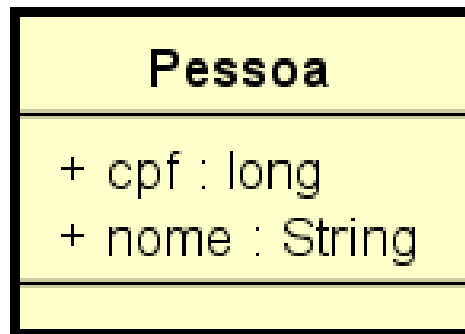 Pessoa
+ cpf : long
+ nome : String